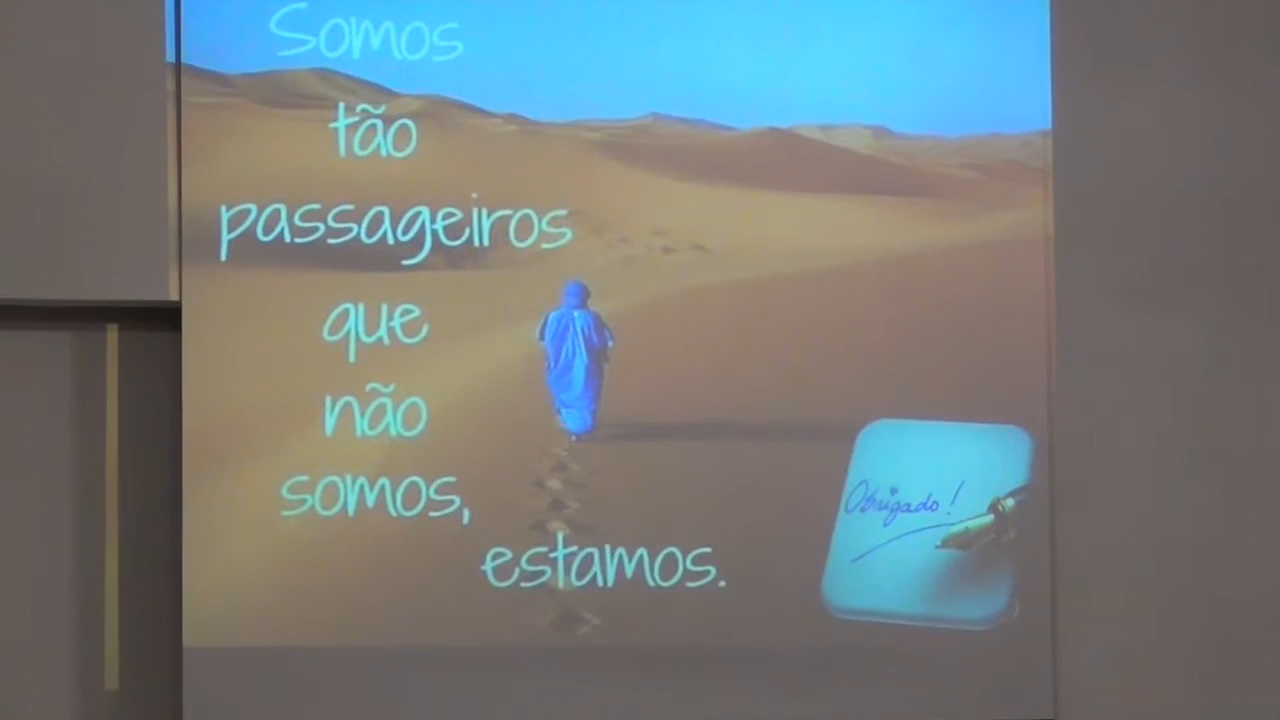 Somos
tão
passageiros
que
não
somos,
estamos.
Obrigado!